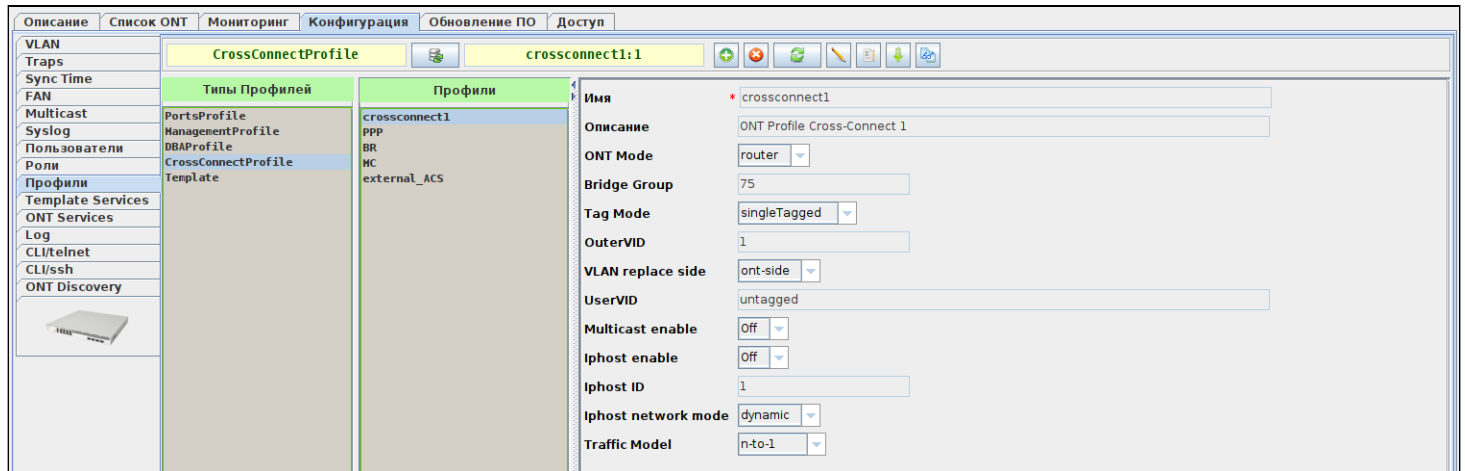 Описание Список ONT Мониторинг Конфигурация Обновление ПО Доступ
VLAN
Traps
Sync Time
FAN
Multicast
Syslog
Пользователи
Роли
Профили
Template Services
ONT Services
Log
CLI/telnet
CLI/ssh
ONT Discovery
CrossConnectProfile crossconnect1:1
Типы Профилей
PortsProfile
ManagementProfile
DBAProfile
CrossConnectProfile
Template
Профили
crossconnect1
PPP
BR
MC
external_ACS
Имя * crossconnect1
Описание ONT Profile Cross-Connect 1
ONT Mode router
Bridge Group 75
Tag Mode singleTagged
OuterVID 1
VLAN replace side ont-side
UserVID untagged
Multicast enable Off
Iphost enable Off
Iphost ID 1
Iphost network mode dynamic
Traffic Model n-to-1